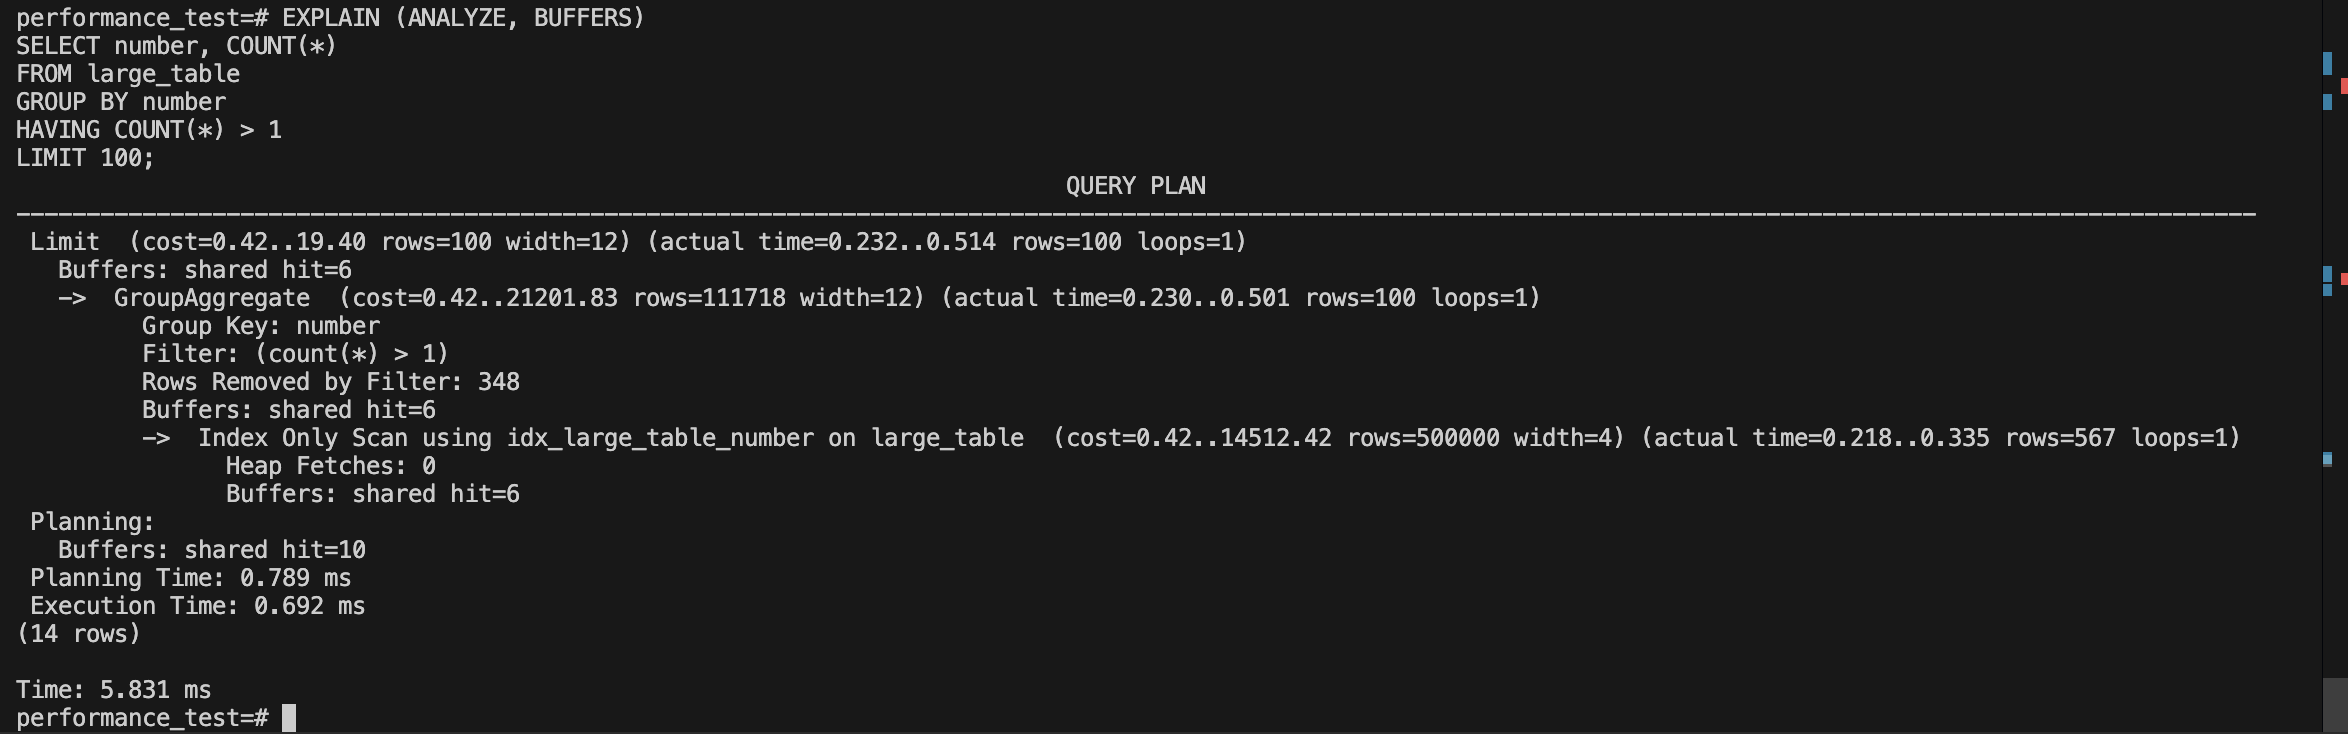 performance_test=# EXPLAIN (ANALYZE, BUFFERS)
SELECT number, COUNT(*)
FROM large_table
GROUP BY number
HAVING COUNT(*) > 1
LIMIT 100;
QUERY PLAN
----------------------------------------------------------------------------------------------------------------------------------------------------------------
 Limit  (cost=0.42..19.40 rows=100 width=12) (actual time=0.232..0.514 rows=100 loops=1)
   Buffers: shared hit=6
   ->  GroupAggregate  (cost=0.42..21201.83 rows=111718 width=12) (actual time=0.230..0.501 rows=100 loops=1)
         Group Key: number
         Filter: (count(*) > 1)
         Rows Removed by Filter: 348
         Buffers: shared hit=6
         ->  Index Only Scan using idx_large_table_number on large_table  (cost=0.42..14512.42 rows=500000 width=4) (actual time=0.218..0.335 rows=567 loops=1)
               Heap Fetches: 0
               Buffers: shared hit=6
 Planning:
   Buffers: shared hit=10
 Planning Time: 0.789 ms
 Execution Time: 0.692 ms
(14 rows)

Time: 5.831 ms
performance_test=#